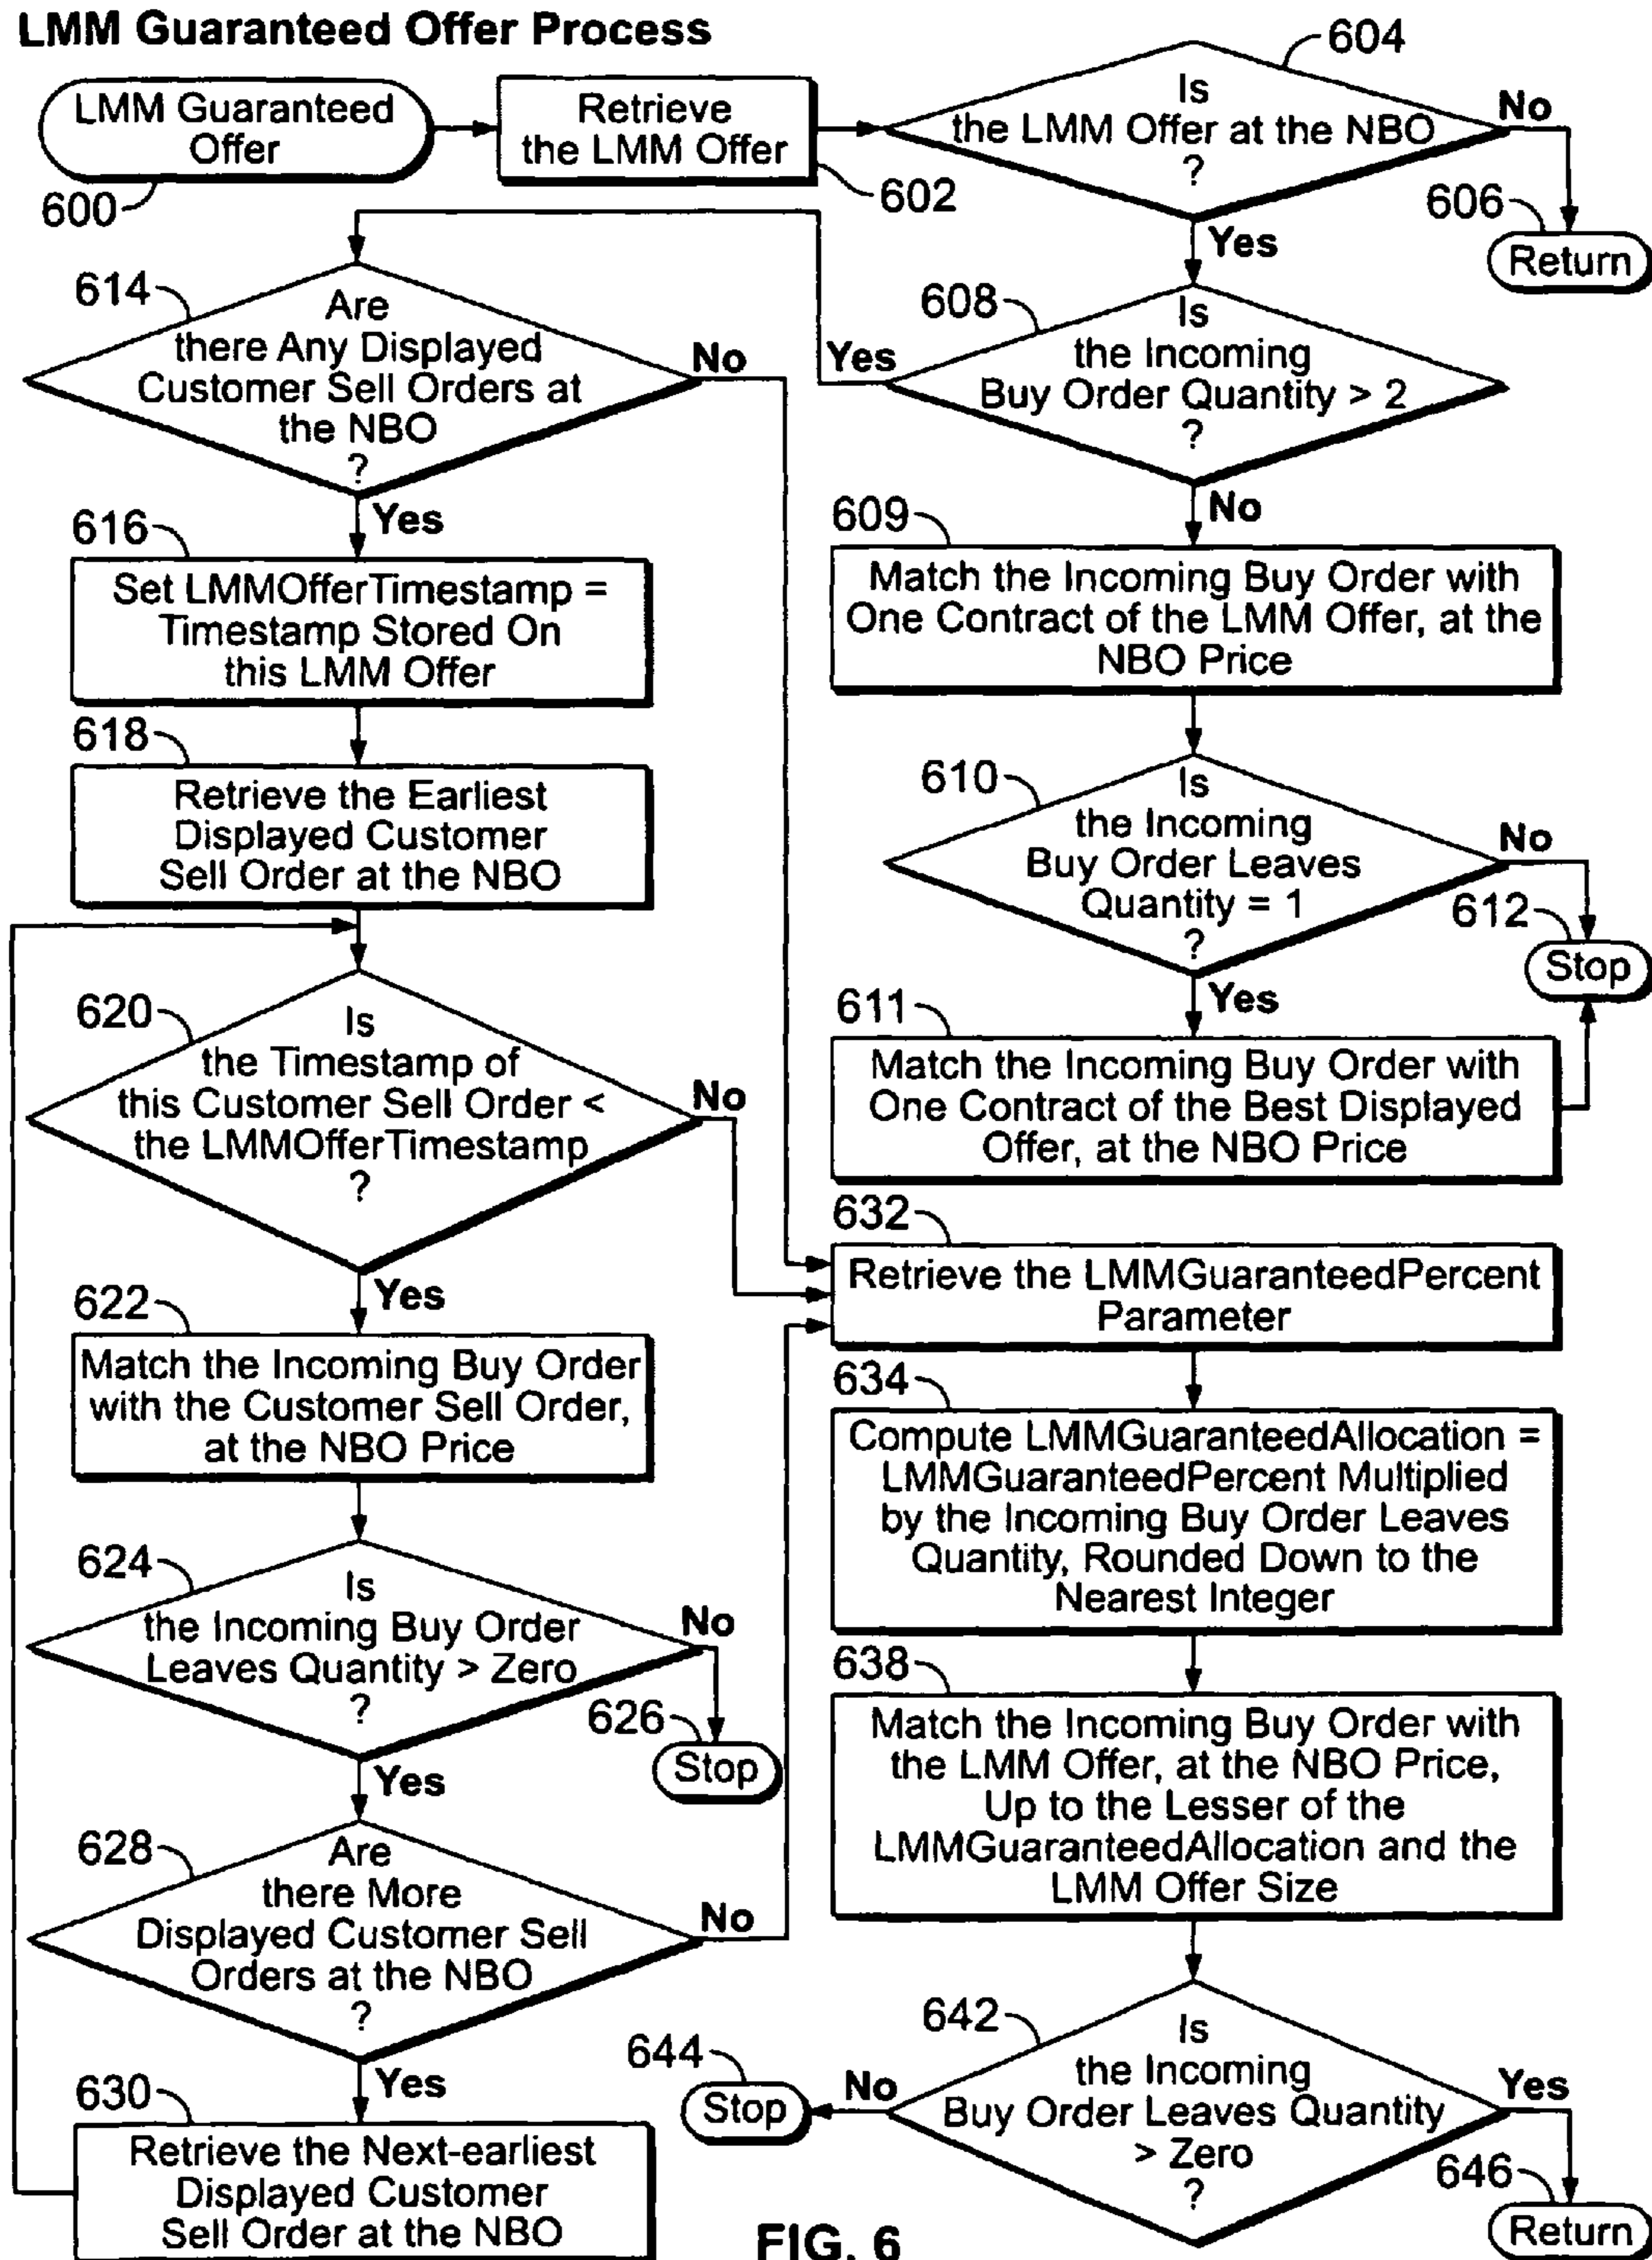 LMM Guaranteed Offer Process
LMM Guaranteed
Offer
600
Retrieve
the LMM Offer
602
604
Is
the LMM Offer at the NBO
?
No
606
Return
Yes
608
Is
the Incoming
Buy Order Quantity > 2
?
Yes
No
614
Are
there Any Displayed
Customer Sell Orders at
the NBO
?
No
Yes
616
Set LMMOfferTimestamp =
Timestamp Stored On
this LMM Offer
618
Retrieve the Earliest
Displayed Customer
Sell Order at the NBO
620
Is
the Timestamp of
this Customer Sell Order <
the LMMOfferTimestamp
?
No
Yes
622
Match the Incoming Buy Order
with the Customer Sell Order,
at the NBO Price
624
Is
the Incoming Buy Order
Leaves Quantity > Zero
?
No
626
Stop
Yes
628
Are
there More
Displayed Customer Sell
Orders at the NBO
?
No
Yes
630
Retrieve the Next-earliest
Displayed Customer
Sell Order at the NBO
609
Match the Incoming Buy Order with
One Contract of the LMM Offer, at the
NBO Price
610
Is
the Incoming
Buy Order Leaves
Quantity = 1
?
No
612
Stop
Yes
611
Match the Incoming Buy Order with
One Contract of the Best Displayed
Offer, at the NBO Price
632
Retrieve the LMMGuaranteedPercent
Parameter
634
Compute LMMGuaranteedAllocation =
LMMGuaranteedPercent Multiplied
by the Incoming Buy Order Leaves
Quantity, Rounded Down to the
Nearest Integer
638
Match the Incoming Buy Order with
the LMM Offer, at the NBO Price,
Up to the Lesser of the
LMMGuaranteedAllocation and the
LMM Offer Size
642
Is
the Incoming
Buy Order Leaves Quantity
> Zero
?
No
644
Stop
Yes
646
Return
FIG. 6